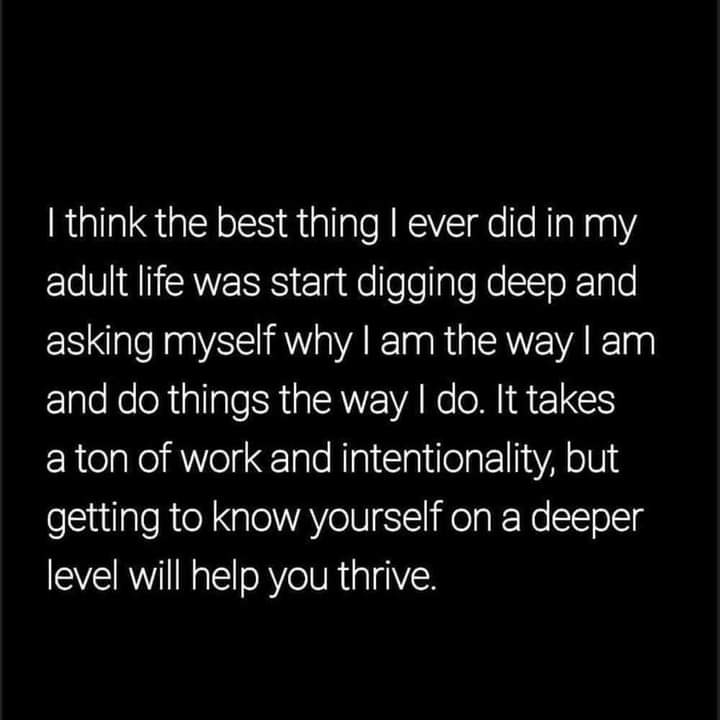 I think the best thing I ever did in my
adult life was start digging deep and
asking myself why I am the way I am
and do things the way I do. It takes
a ton of work and intentionality, but
getting to know yourself on a deeper
level will help you thrive.